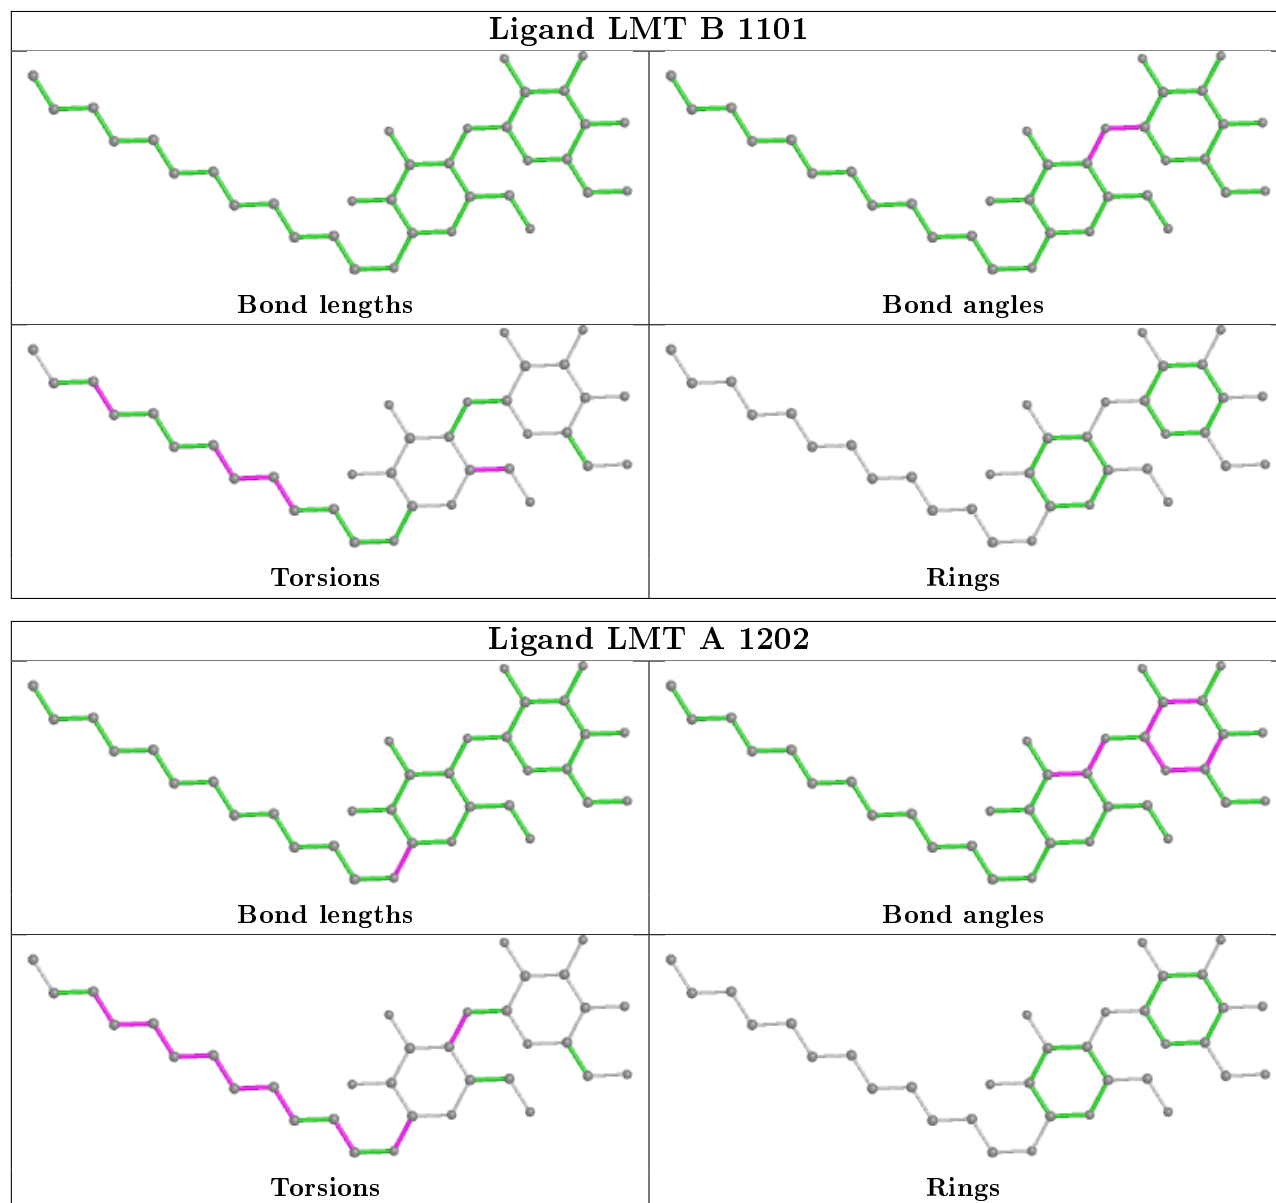 Ligand LMT B 1101
Bond lengths
Bond angles
Torsions
Rings
Ligand LMT A 1202
Bond lengths
Bond angles
Torsions
Rings